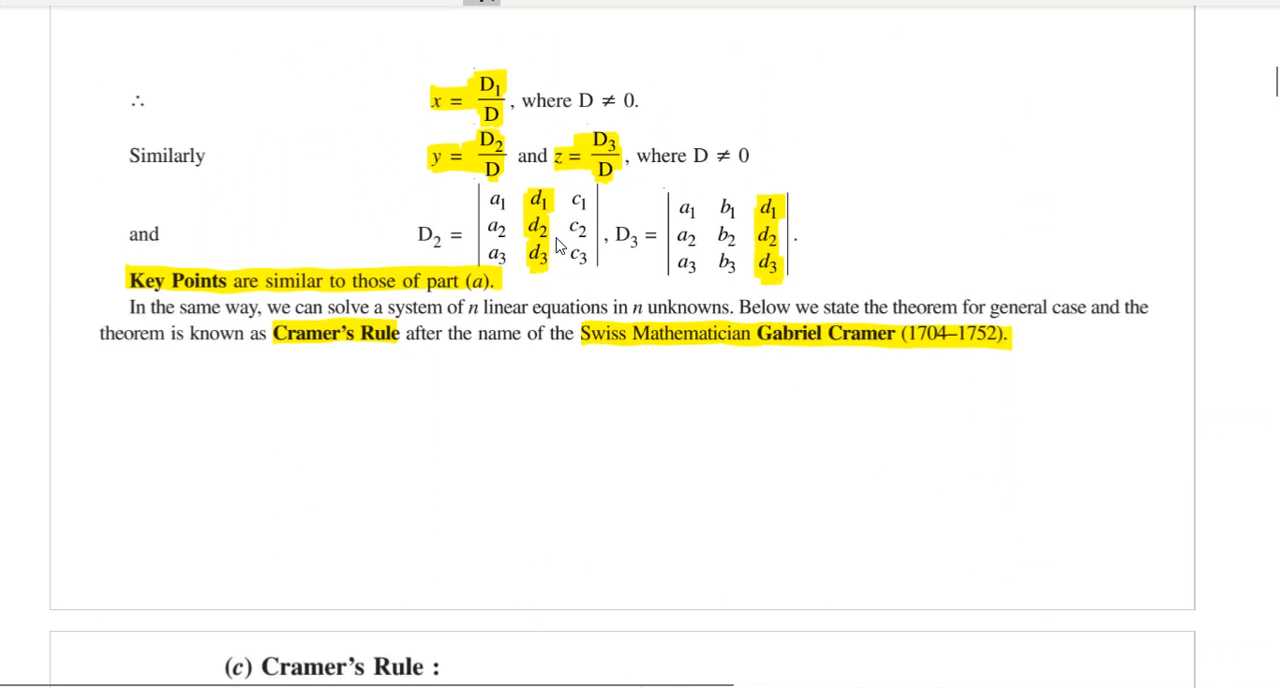 ∴ x = D₁/D, where D ≠ 0.
Similarly y = D₂/D and z = D₃/D, where D ≠ 0
and D₂ = | a₁ d₁ c₁ | a₂ d₂ c₂ | a₃ d₃ c₃ |, D₃ = | a₁ b₁ d₁ | a₂ b₂ d₂ | a₃ b₃ d₃ |.
Key Points are similar to those of part (a).
In the same way, we can solve a system of n linear equations in n unknowns. Below we state the theorem for general case and the
theorem is known as Cramer’s Rule after the name of the Swiss Mathematician Gabriel Cramer (1704–1752).
(c) Cramer’s Rule :